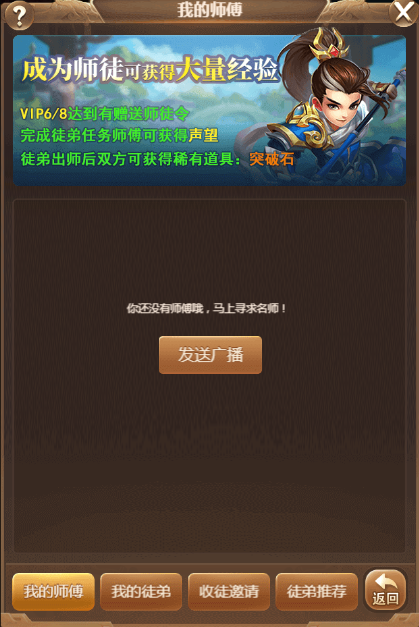 ?
我的师傅
成为师徒可获得大量经验
VIP6/8达到有赠送师徒令
完成徒弟任务师傅可获得声望
徒弟出师后双方可获得稀有道具：突破石
你还没有师傅哦，马上寻求名师！
发送广播
我的师傅
我的徒弟
收徒邀请
徒弟推荐
返回